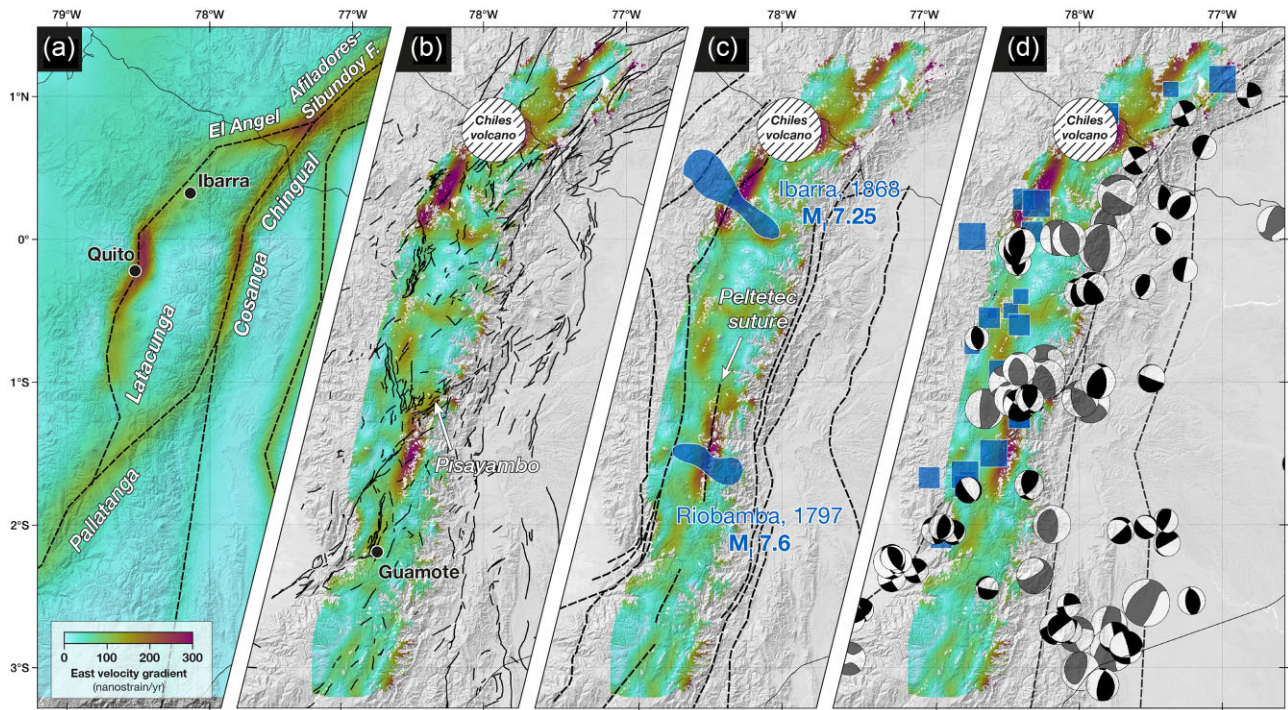 79°W
78°W
77°W
78°W
77°W
78°W
77°W
78°W
77°W
(a)
(b)
(c)
(d)
1°N
0°
1°S
2°S
3°S
Afiladores-
Sibundoy F.
El Angel
Ibarra
Chingual
Quito
Latacunga
Cosanga
Pallatanga
0 100 200 300
East velocity gradient
(nanostrain/yr)
Chiles
volcano
Pisayambo
Guamote
Chiles
volcano
Ibarra, 1868
Mᵢ 7.25
Peltetec
suture
Riobamba, 1797
Mᵢ 7.6
Chiles
volcano